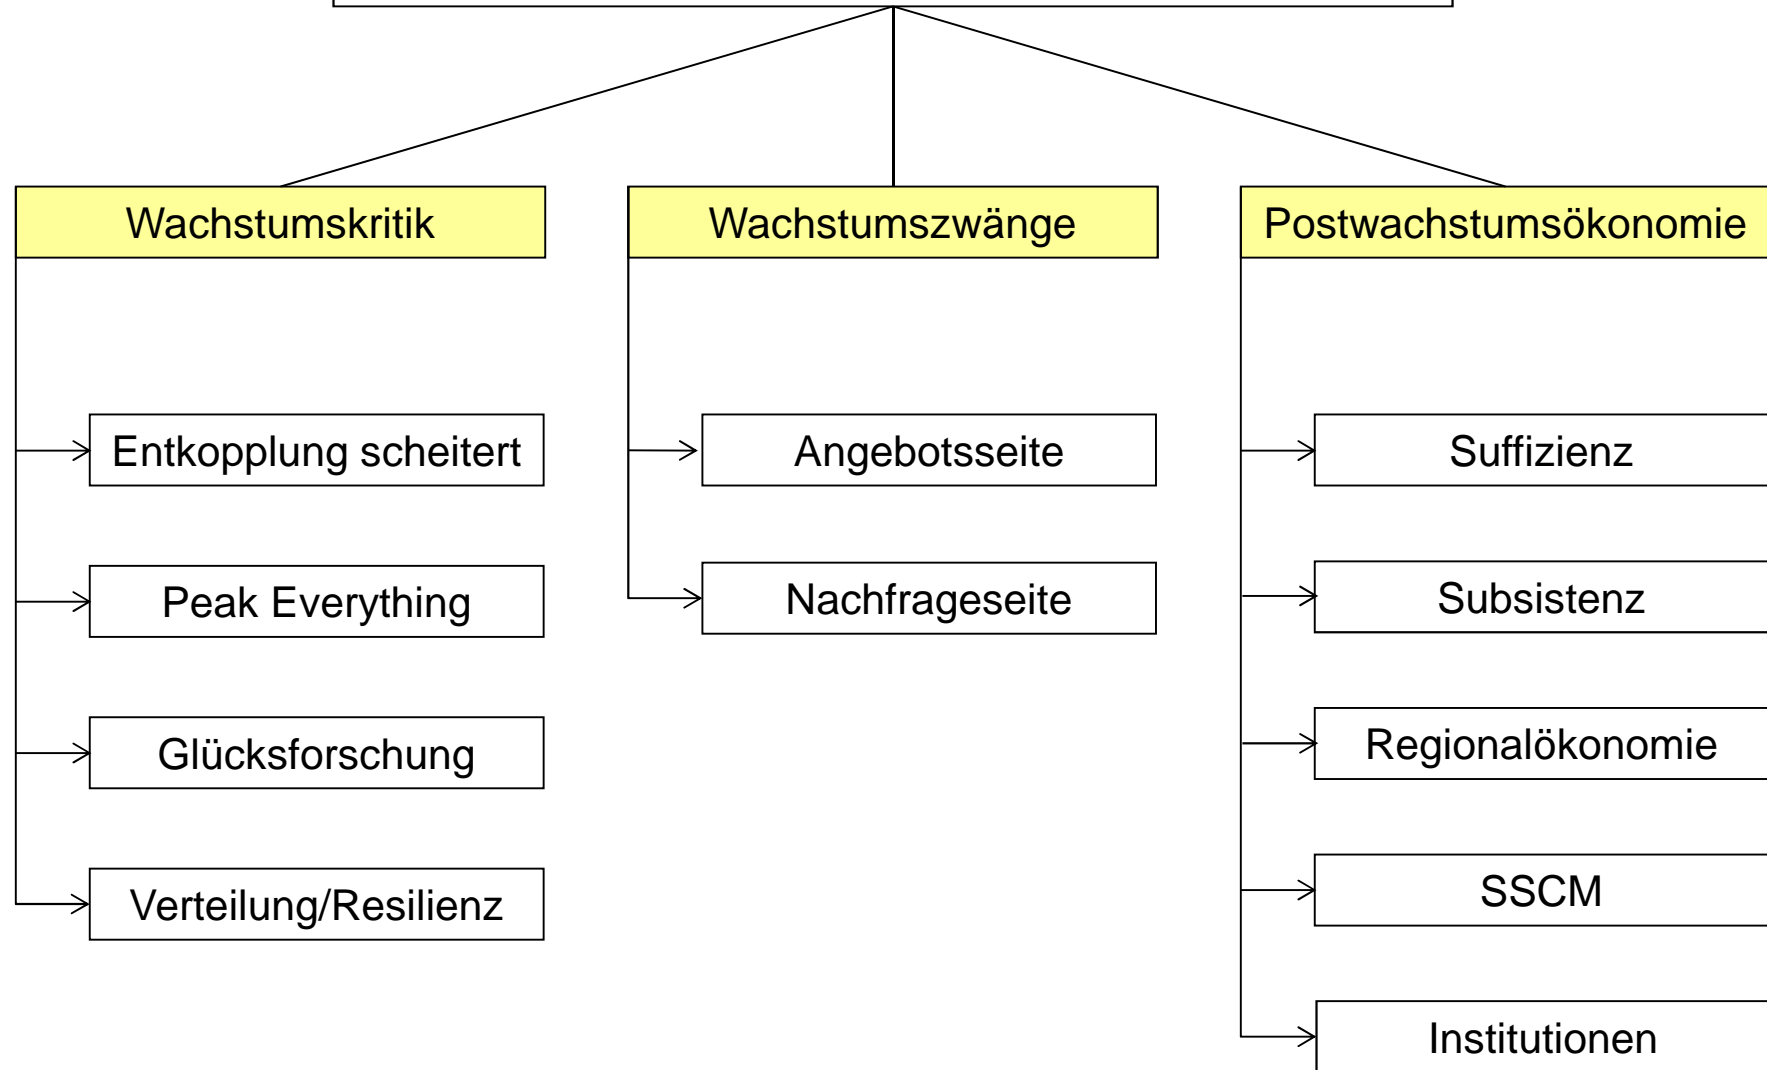 Wachstumskritik
Wachstumszwänge
Postwachstumsökonomie
Entkopplung scheitert
Angebotsseite
Suffizienz
Peak Everything
Nachfrageseite
Subsistenz
Glücksforschung
Regionalökonomie
Verteilung/Resilienz
SSCM
Institutionen